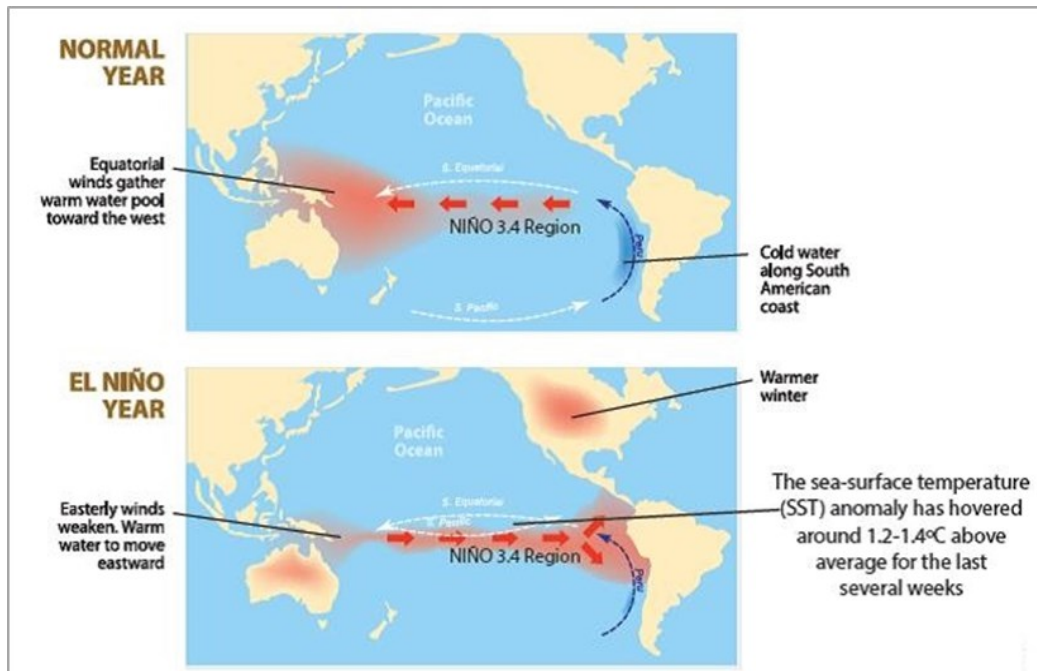 NORMAL
YEAR
Pacific
Ocean
Equatorial
winds gather
warm water pool
toward the west
S. Equatorial
NIÑO 3.4 Region
Peru
Cold water
along South
American
coast
S. Pacific
EL NIÑO
YEAR
Warmer
winter
Pacific
Ocean
Easterly winds
weaken. Warm
water to move
eastward
S. Equatorial
S. Pacific
NIÑO 3.4 Region
Peru
The sea-surface temperature
(SST) anomaly has hovered
around 1.2-1.4ºC above
average for the last
several weeks